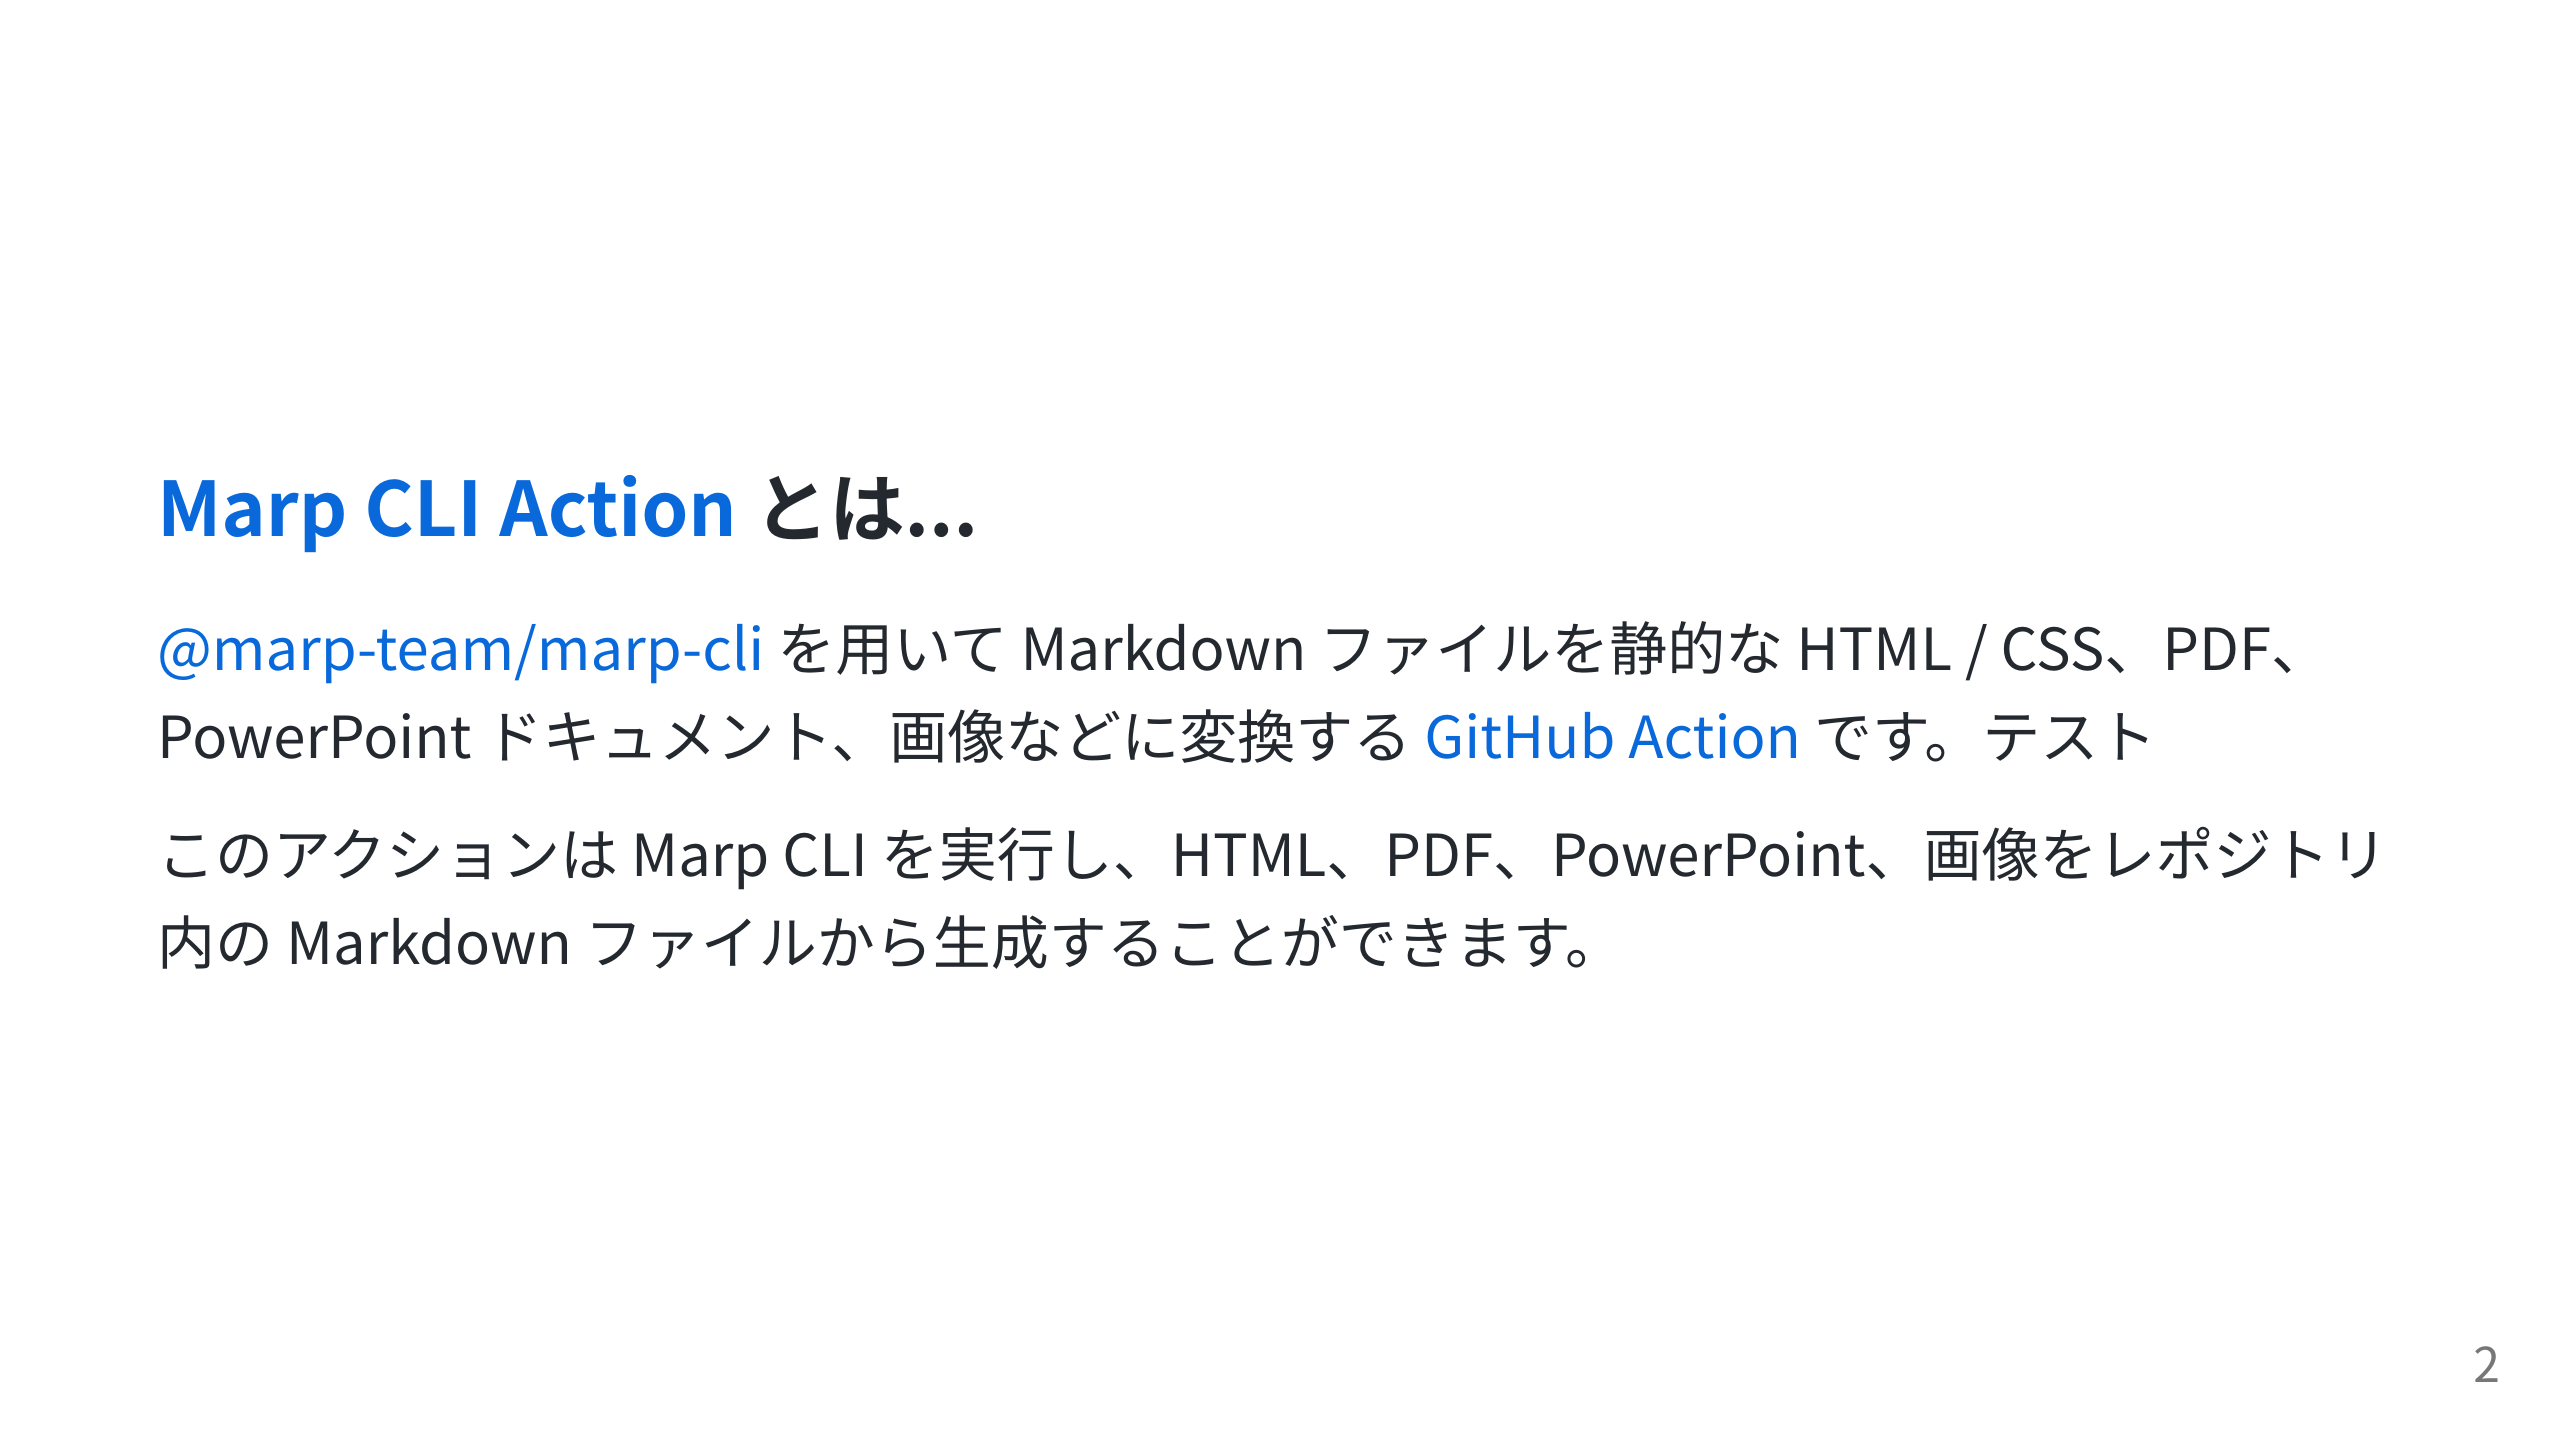 Marp CLI Action とは...
@marp-team/marp-cli を用いて Markdown ファイルを静的な HTML / CSS、PDF、
PowerPoint ドキュメント、画像などに変換する GitHub Action です。テスト
このアクションは Marp CLI を実行し、HTML、PDF、PowerPoint、画像をレポジトリ
内の Markdown ファイルから生成することができます。
2